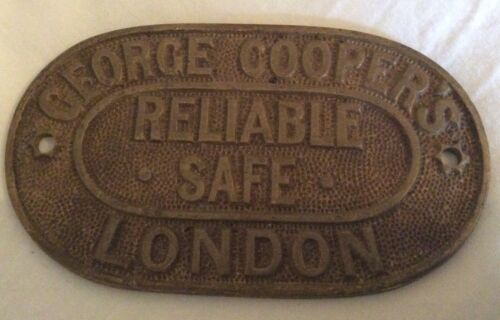 GEORGE COOPER'S
RELIABLE
· SAFE ·
LONDON